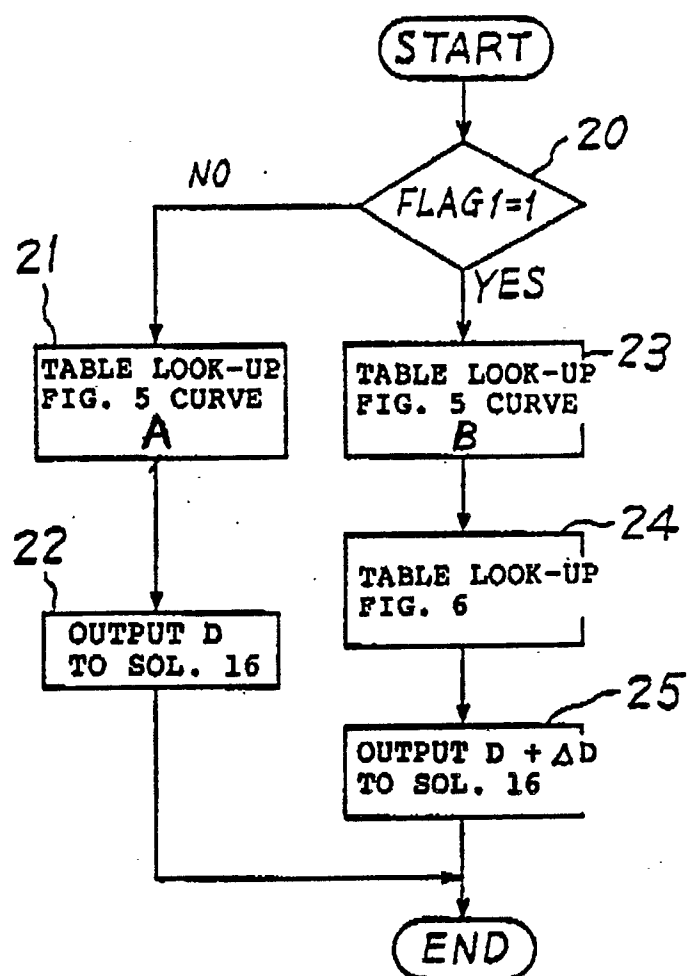 START
20
FLAG1=1
NO
YES
21
TABLE LOOK-UP
FIG. 5 CURVE
A
23
TABLE LOOK-UP
FIG. 5 CURVE
B
22
OUTPUT D
TO SOL. 16
24
TABLE LOOK-UP
FIG. 6
25
OUTPUT D + ΔD
TO SOL. 16
END